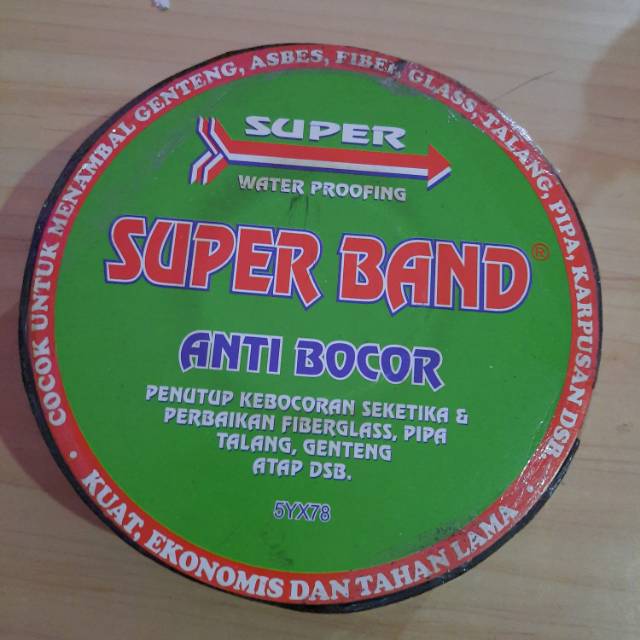 COCOK UNTUK MENAMBAL GENTENG, ASBES, FIBER GLASS, TALANG, PIPA, KARPUSAN DSB
SUPER
WATER PROOFING
SUPER BAND®
ANTI BOCOR
PENUTUP KEBOCORAN SEKETIKA &
PERBAIKAN FIBERGLASS, PIPA
TALANG, GENTENG
ATAP DSB.
5YX78
• KUAT, EKONOMIS DAN TAHAN LAMA •